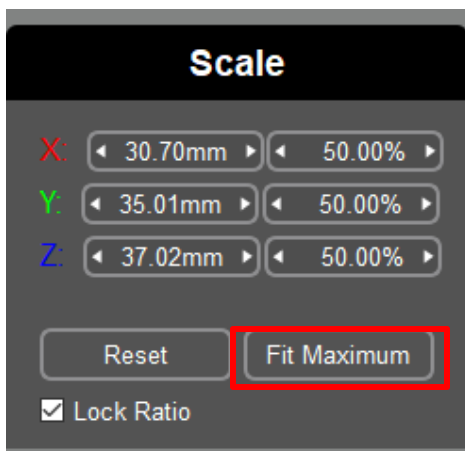 Scale
X: 30.70mm 50.00%
Y: 35.01mm 50.00%
Z: 37.02mm 50.00%
Reset Fit Maximum
Lock Ratio